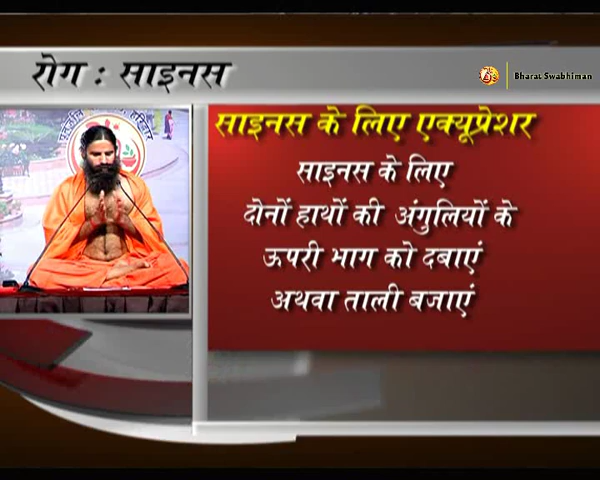 रोग : साइनस
Bharat Swabhiman
साइनस के लिए एक्यूप्रेशर
साइनस के लिए
दोनों हाथों की अंगुलियों के
ऊपरी भाग को दबाएं
अथवा ताली बजाएं